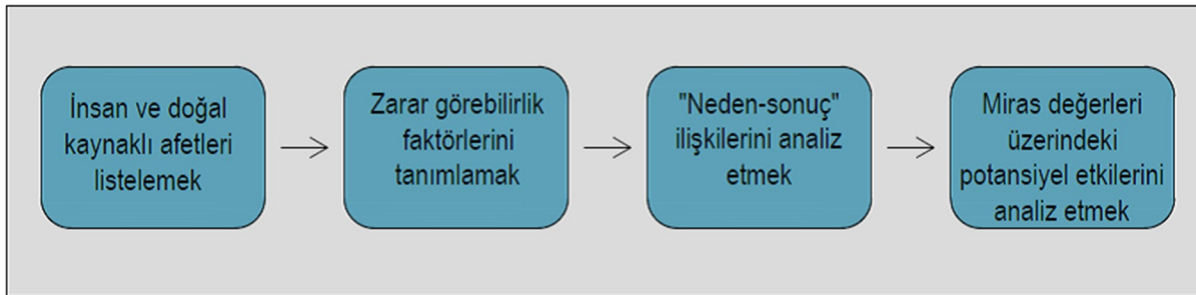 İnsan ve doğal
kaynaklı afetleri
listelemek
Zarar görebilirlik
faktörlerini
tanımlamak
"Neden-sonuç"
ilişkilerini analiz
etmek
Miras değerleri
üzerindeki
potansiyel etkilerini
analiz etmek